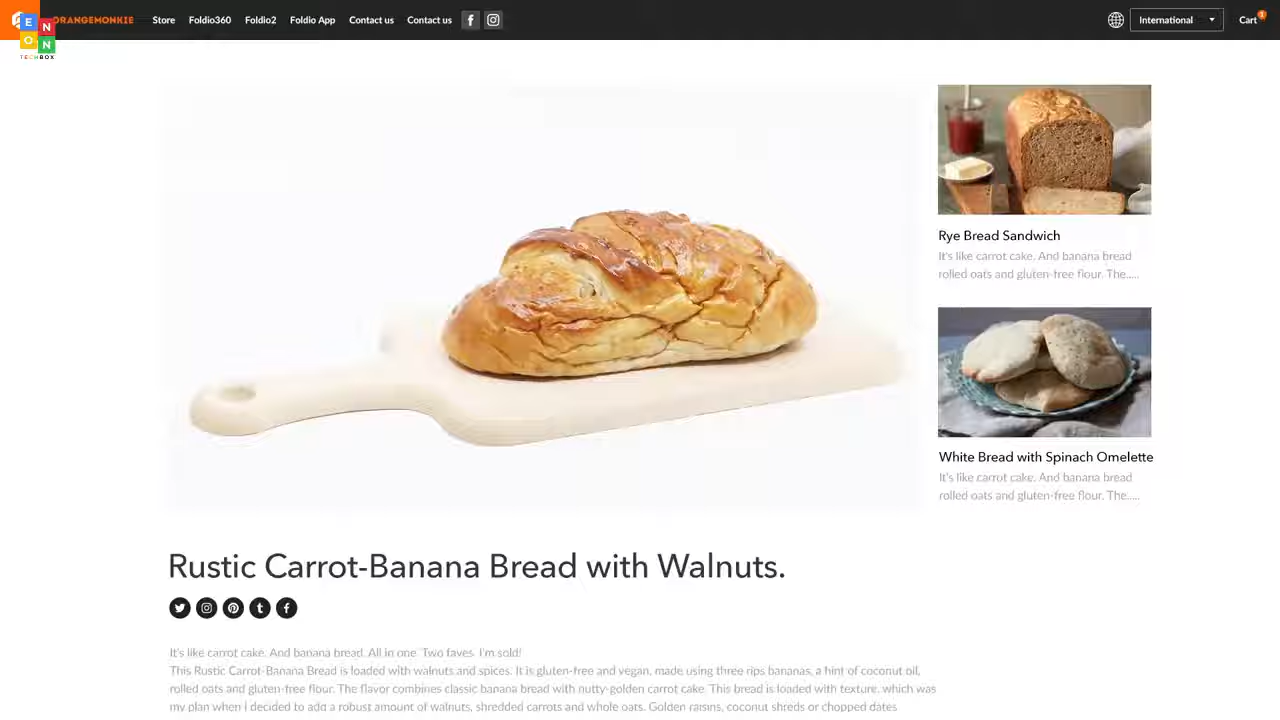 ORANGEMONKIE
Store Foldio360 Foldio2 Foldio App Contact us Contact us
International
Cart 1
E N O N
TECHBOX
Rye Bread Sandwich
It's like carrot cake. And banana bread
rolled oats and gluten-free flour. The.....
White Bread with Spinach Omelette
It's like carrot cake. And banana bread
rolled oats and gluten-free flour. The.....
Rustic Carrot-Banana Bread with Walnuts.
It's like carrot cake. And banana bread. All in one. Two faves. I'm sold!
This Rustic Carrot-Banana Bread is loaded with walnuts and spices. It is gluten-free and vegan, made using three rips bananas, a hint of coconut oil,
rolled oats and gluten-free flour. The flavor combines classic banana bread with nutty-golden carrot cake. This bread is loaded with texture, which was
my plan when i decided to add a robust amount of walnuts, shredded carrots and whole oats. Golden raisins, coconut shreds or chopped dates